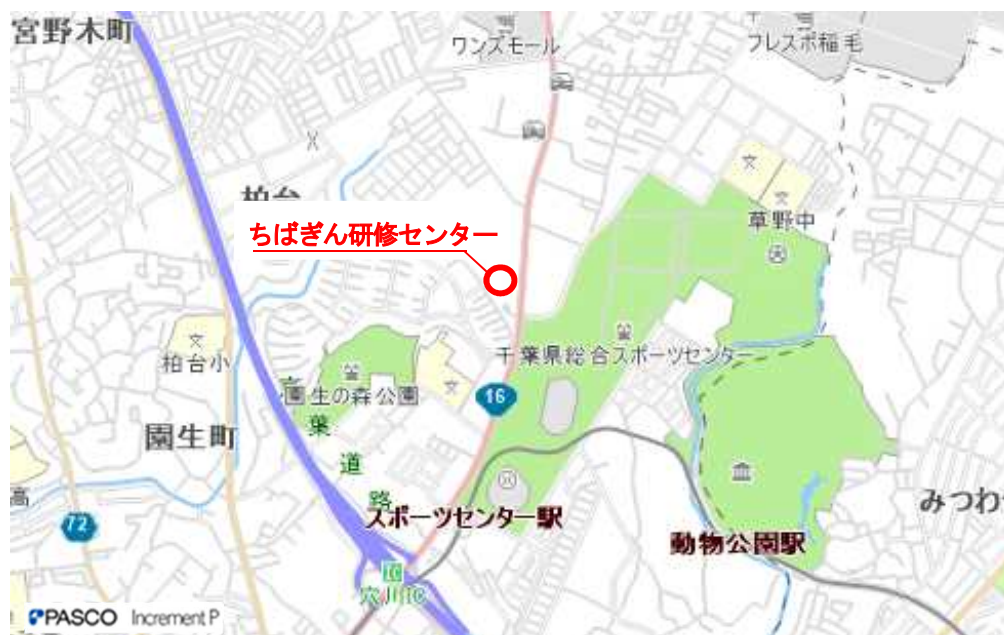 宮野木町
ワンズモール
フレスポ稲毛
柏台
草野中
ちばぎん研修センター
千葉県総合スポーツセンター
柏台小
園生の森公園
16
園生町
葉
道
路
高
72
スポーツセンター駅
みつわ
動物公園駅
IC
穴川IC
PASCO Increment P